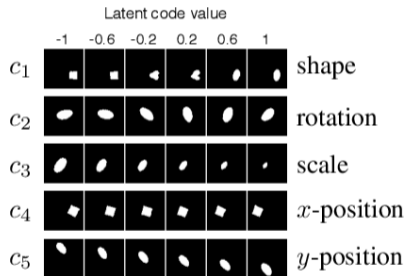 Latent code value
-1 -0.6 -0.2 0.2 0.6 1
c₁ shape
c₂ rotation
c₃ scale
c₄ x-position
c₅ y-position